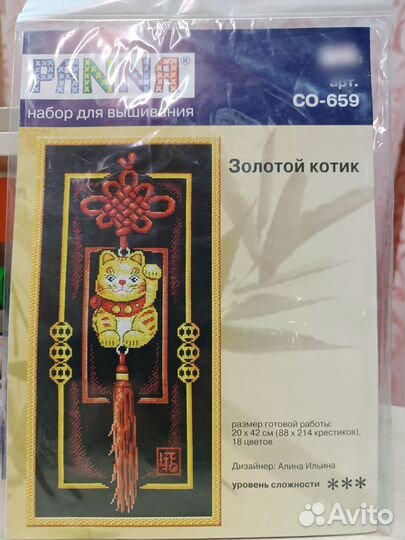 PANNA®
набор для вышивания
арт.
СО-659
Золотой котик
размер готовой работы:
20 х 42 см (88 х 214 крестиков),
18 цветов
Дизайнер: Алина Ильина
уровень сложности ***
Avito